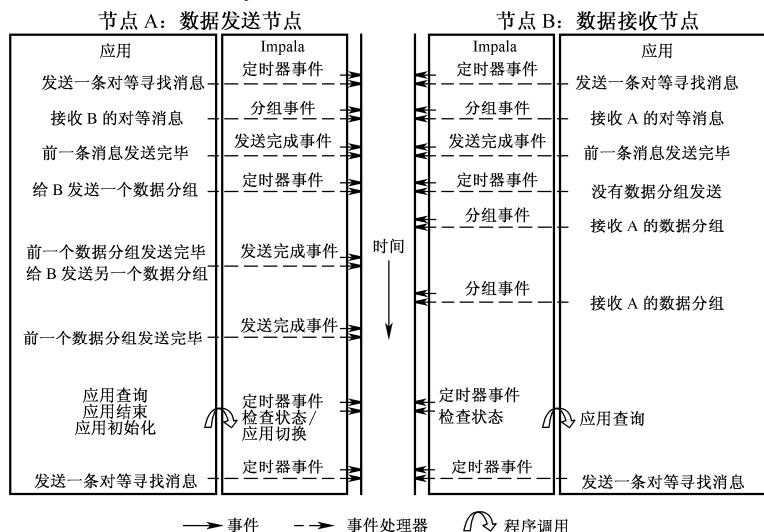 节点 A：数据发送节点
应用
Impala
定时器事件
发送一条对等寻找消息
分组事件
接收 B 的对等消息
发送完成事件
前一条消息发送完毕
定时器事件
给 B 发送一个数据分组
前一个数据分组发送完毕
给 B 发送另一个数据分组
发送完成事件
发送完成事件
前一个数据分组发送完毕
应用查询
应用结束
应用初始化
定时器事件
检查状态/
应用切换
定时器事件
发送一条对等寻找消息
时间
节点 B：数据接收节点
Impala
应用
定时器事件
发送一条对等寻找消息
分组事件
接收 A 的对等消息
发送完成事件
前一条消息发送完毕
定时器事件
没有数据分组发送
分组事件
接收 A 的数据分组
分组事件
接收 A 的数据分组
定时器事件
检查状态
应用查询
定时器事件
发送一条对等寻找消息
事件
事件处理器
程序调用